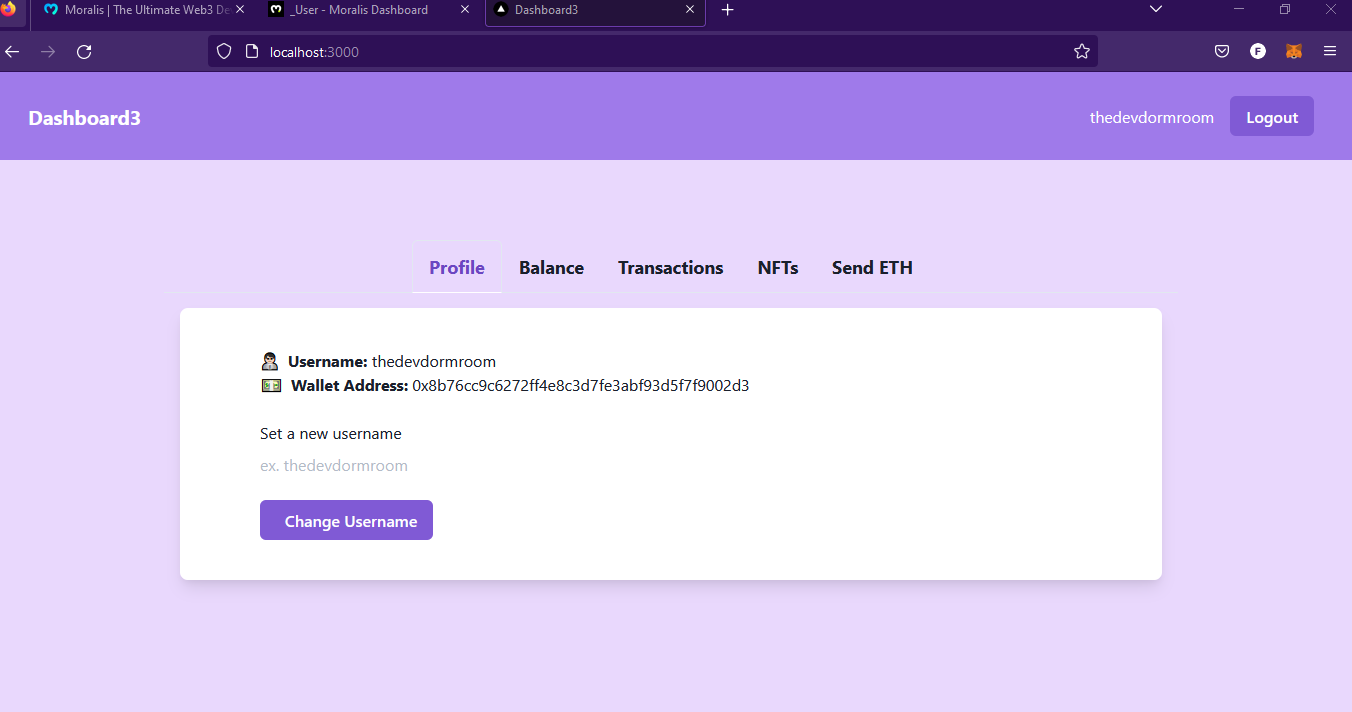 Moralis | The Ultimate Web3 De
_User - Moralis Dashboard
Dashboard3
localhost:3000
F
Dashboard3
thedevdormroom
Logout
Profile
Balance
Transactions
NFTs
Send ETH
Username: thedevdormroom
Wallet Address: 0x8b76cc9c6272ff4e8c3d7fe3abf93d5f7f9002d3
Set a new username
ex. thedevdormroom
Change Username